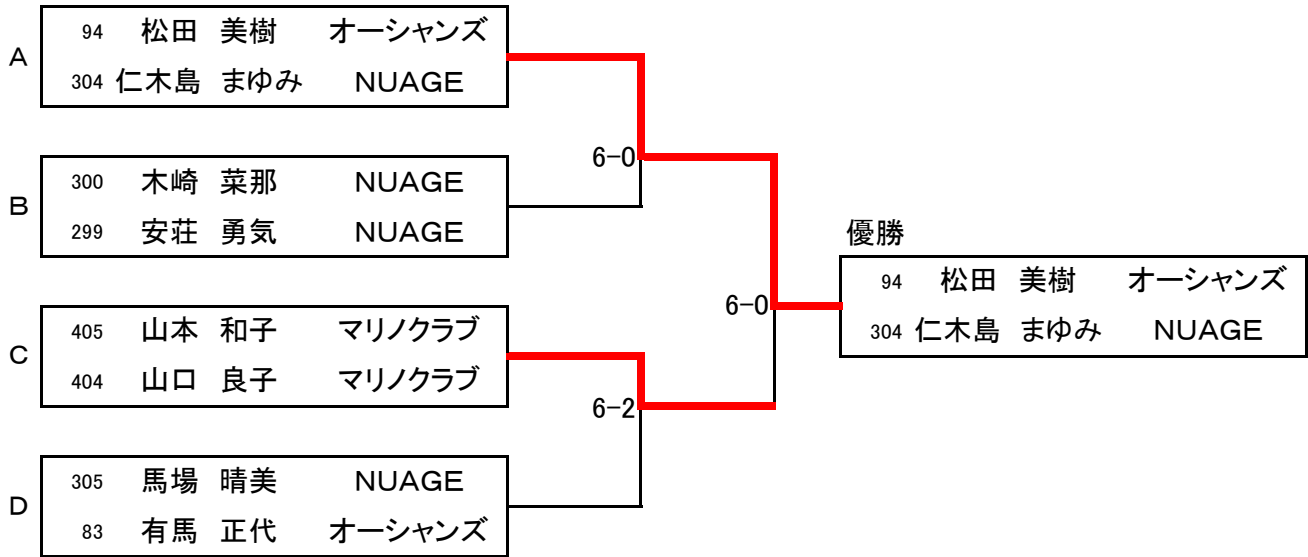 A
94 松田 美樹 オーシャンズ
304 仁木島 まゆみ NUAGE
6-0
B
300 木崎 菜那 NUAGE
299 安荘 勇気 NUAGE
優勝
94 松田 美樹 オーシャンズ
304 仁木島 まゆみ NUAGE
6-0
C
405 山本 和子 マリノクラブ
404 山口 良子 マリノクラブ
6-2
D
305 馬場 晴美 NUAGE
83 有馬 正代 オーシャンズ